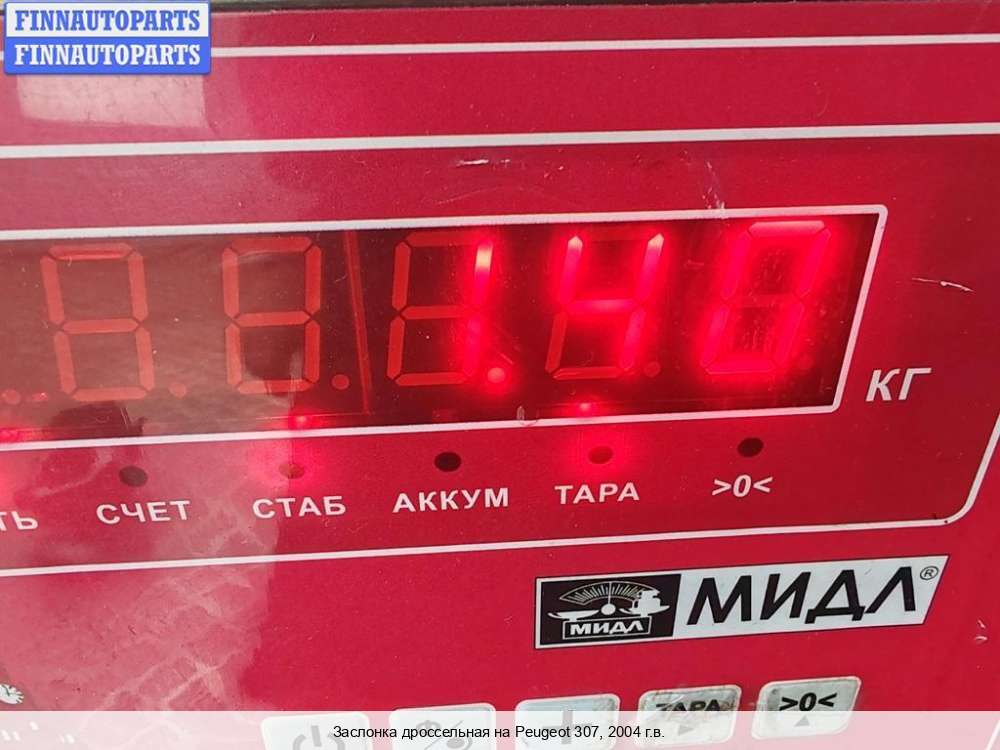 FINNAUTOPARTS
FINNAUTOPARTS
1.40
КГ
ТЬ СЧЕТ СТАБ АККУМ ТАРА >0<
МИДЛ МИДЛ®
ТАРА >0<
Заслонка дроссельная на Peugeot 307, 2004 г.в.